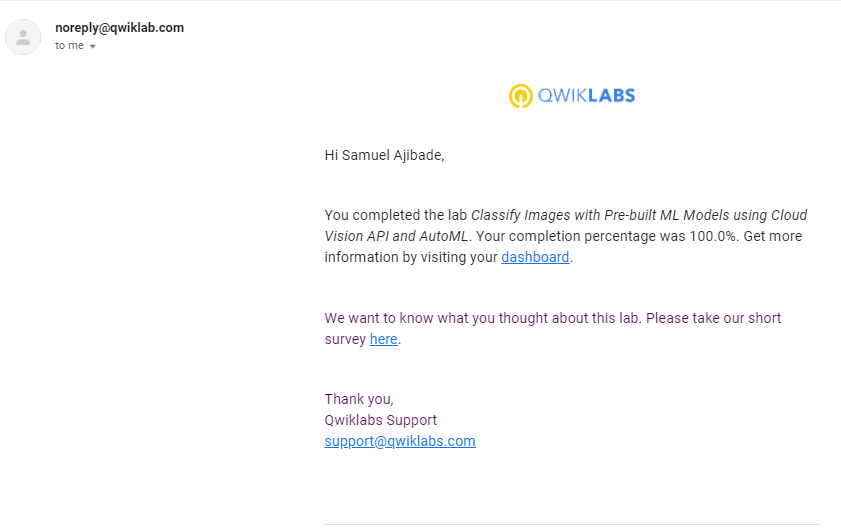 noreply@qwiklab.com
to me
QWIKLABS
Hi Samuel Ajibade,
You completed the lab Classify Images with Pre-built ML Models using Cloud
Vision API and AutoML. Your completion percentage was 100.0%. Get more
information by visiting your dashboard.
We want to know what you thought about this lab. Please take our short
survey here.
Thank you,
Qwiklabs Support
support@qwiklabs.com